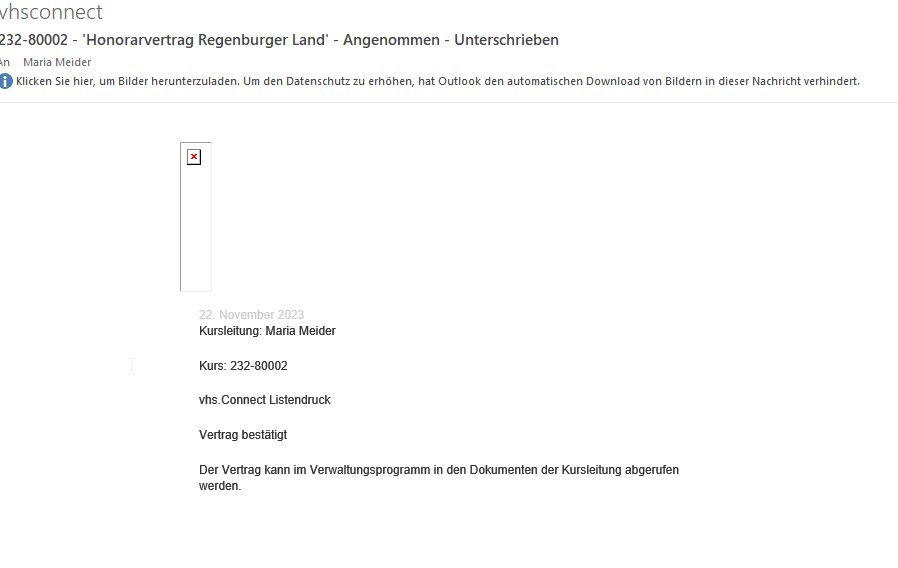 vhsconnect
232-80002 - 'Honorarvertrag Regenburger Land' - Angenommen - Unterschrieben
An Maria Meider
Klicken Sie hier, um Bilder herunterzuladen. Um den Datenschutz zu erhöhen, hat Outlook den automatischen Download von Bildern in dieser Nachricht verhindert.
22. November 2023
Kursleitung: Maria Meider
Kurs: 232-80002
vhs.Connect Listendruck
Vertrag bestätigt
Der Vertrag kann im Verwaltungsprogramm in den Dokumenten der Kursleitung abgerufen
werden.